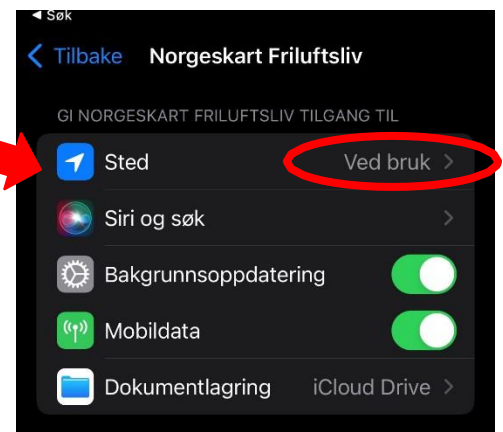 ◀ Søk
Tilbake Norgeskart Friluftsliv
GI NORGESKART FRILUFTSLIV TILGANG TIL
Sted Ved bruk
Siri og søk
Bakgrunnsoppdatering
Mobildata
Dokumentlagring iCloud Drive